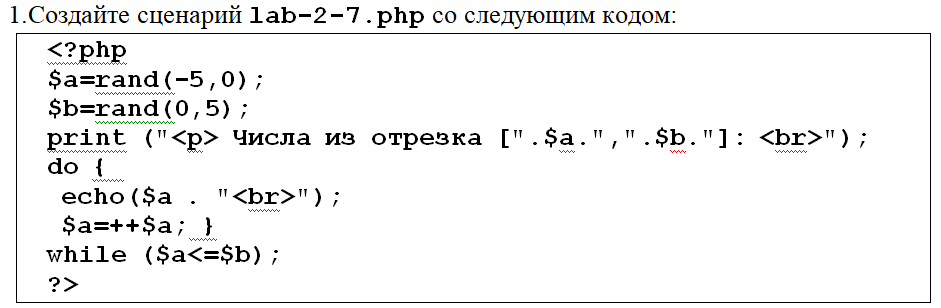 1.Создайте сценарий lab-2-7.php со следующим кодом:
<?php
$a=rand(-5,0);
$b=rand(0,5);
print ("<p> Числа из отрезка [".$a.",".$b."]: <br>");
do {
echo($a . "<br>");
$a=++$a; }
while ($a<=$b);
?>